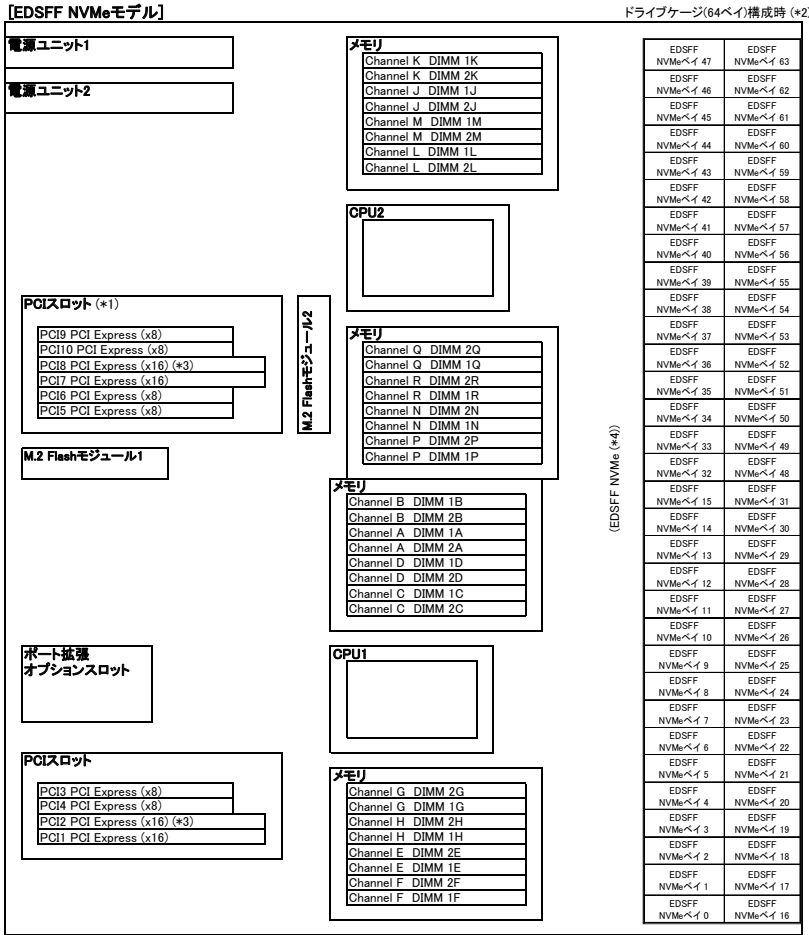 [EDSFF NVMeモデル]
ドライブケージ(64ベイ)構成時 (*2)
電源ユニット1
電源ユニット2
メモリ
Channel K DIMM 1K
Channel K DIMM 2K
Channel J DIMM 1J
Channel J DIMM 2J
Channel M DIMM 1M
Channel M DIMM 2M
Channel L DIMM 1L
Channel L DIMM 2L
CPU2
PCIスロット (*1)
PCI9 PCI Express (x8)
PCI10 PCI Express (x8)
PCI8 PCI Express (x16) (*3)
PCI7 PCI Express (x16)
PCI6 PCI Express (x8)
PCI5 PCI Express (x8)
M.2 Flashモジュール2
メモリ
Channel Q DIMM 2Q
Channel Q DIMM 1Q
Channel R DIMM 2R
Channel R DIMM 1R
Channel N DIMM 2N
Channel N DIMM 1N
Channel P DIMM 2P
Channel P DIMM 1P
M.2 Flashモジュール1
メモリ
Channel B DIMM 1B
Channel B DIMM 2B
Channel A DIMM 1A
Channel A DIMM 2A
Channel D DIMM 1D
Channel D DIMM 2D
Channel C DIMM 1C
Channel C DIMM 2C
ポート拡張
オプションスロット
CPU1
PCIスロット
PCI3 PCI Express (x8)
PCI4 PCI Express (x8)
PCI2 PCI Express (x16) (*3)
PCI1 PCI Express (x16)
メモリ
Channel G DIMM 2G
Channel G DIMM 1G
Channel H DIMM 2H
Channel H DIMM 1H
Channel E DIMM 2E
Channel E DIMM 1E
Channel F DIMM 2F
Channel F DIMM 1F
(EDSFF NVMe (*4))
EDSFF EDSFF
NVMeベイ 47 NVMeベイ 63
EDSFF EDSFF
NVMeベイ 46 NVMeベイ 62
EDSFF EDSFF
NVMeベイ 45 NVMeベイ 61
EDSFF EDSFF
NVMeベイ 44 NVMeベイ 60
EDSFF EDSFF
NVMeベイ 43 NVMeベイ 59
EDSFF EDSFF
NVMeベイ 42 NVMeベイ 58
EDSFF EDSFF
NVMeベイ 41 NVMeベイ 57
EDSFF EDSFF
NVMeベイ 40 NVMeベイ 56
EDSFF EDSFF
NVMeベイ 39 NVMeベイ 55
EDSFF EDSFF
NVMeベイ 38 NVMeベイ 54
EDSFF EDSFF
NVMeベイ 37 NVMeベイ 53
EDSFF EDSFF
NVMeベイ 36 NVMeベイ 52
EDSFF EDSFF
NVMeベイ 35 NVMeベイ 51
EDSFF EDSFF
NVMeベイ 34 NVMeベイ 50
EDSFF EDSFF
NVMeベイ 33 NVMeベイ 49
EDSFF EDSFF
NVMeベイ 32 NVMeベイ 48
EDSFF EDSFF
NVMeベイ 15 NVMeベイ 31
EDSFF EDSFF
NVMeベイ 14 NVMeベイ 30
EDSFF EDSFF
NVMeベイ 13 NVMeベイ 29
EDSFF EDSFF
NVMeベイ 12 NVMeベイ 28
EDSFF EDSFF
NVMeベイ 11 NVMeベイ 27
EDSFF EDSFF
NVMeベイ 10 NVMeベイ 26
EDSFF EDSFF
NVMeベイ 9 NVMeベイ 25
EDSFF EDSFF
NVMeベイ 8 NVMeベイ 24
EDSFF EDSFF
NVMeベイ 7 NVMeベイ 23
EDSFF EDSFF
NVMeベイ 6 NVMeベイ 22
EDSFF EDSFF
NVMeベイ 5 NVMeベイ 21
EDSFF EDSFF
NVMeベイ 4 NVMeベイ 20
EDSFF EDSFF
NVMeベイ 3 NVMeベイ 19
EDSFF EDSFF
NVMeベイ 2 NVMeベイ 18
EDSFF EDSFF
NVMeベイ 1 NVMeベイ 17
EDSFF EDSFF
NVMeベイ 0 NVMeベイ 16